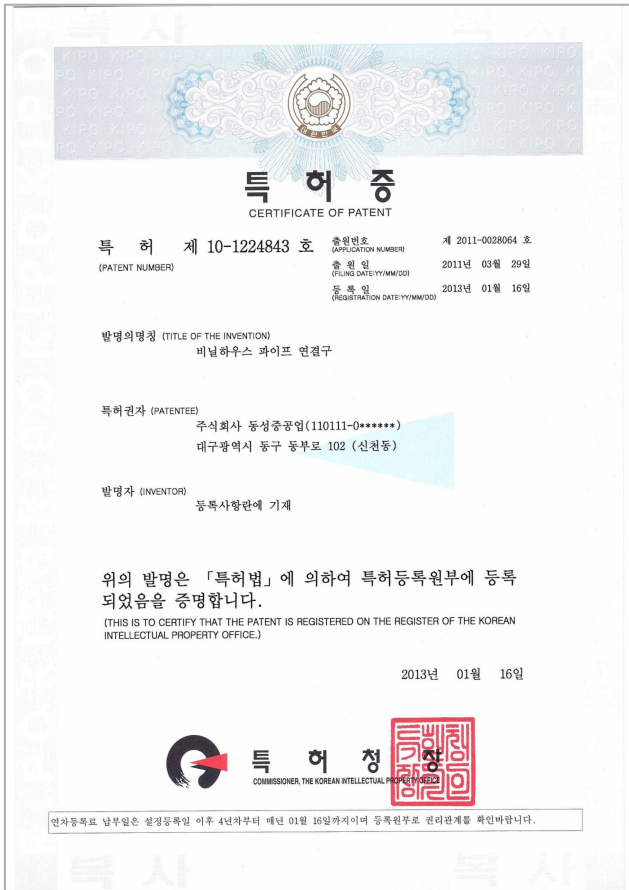 대한민국
특허증
CERTIFICATE OF PATENT
특 허 제 10-1224843 호
(PATENT NUMBER)
출원번호 제 2011-0028064 호
(APPLICATION NUMBER)
출 원 일 2011년 03월 29일
(FILING DATE:YY/MM/DD)
등 록 일 2013년 01월 16일
(REGISTRATION DATE:YY/MM/DD)
발명의명칭 (TITLE OF THE INVENTION)
비닐하우스 파이프 연결구
특허권자 (PATENTEE)
주식회사 동성중공업(110111-0******)
대구광역시 동구 동부로 102 (신천동)
발명자 (INVENTOR)
등록사항란에 기재
위의 발명은 「특허법」에 의하여 특허등록원부에 등록
되었음을 증명합니다.
(THIS IS TO CERTIFY THAT THE PATENT IS REGISTERED ON THE REGISTER OF THE KOREAN
INTELLECTUAL PROPERTY OFFICE.)
2013년 01월 16일
특 허 청 장
COMMISSIONER, THE KOREAN INTELLECTUAL PROPERTY OFFICE
연차등록료 납부일은 설정등록일 이후 4년차부터 매년 01월 16일까지이며 등록원부로 권리관계를 확인바랍니다.
복사